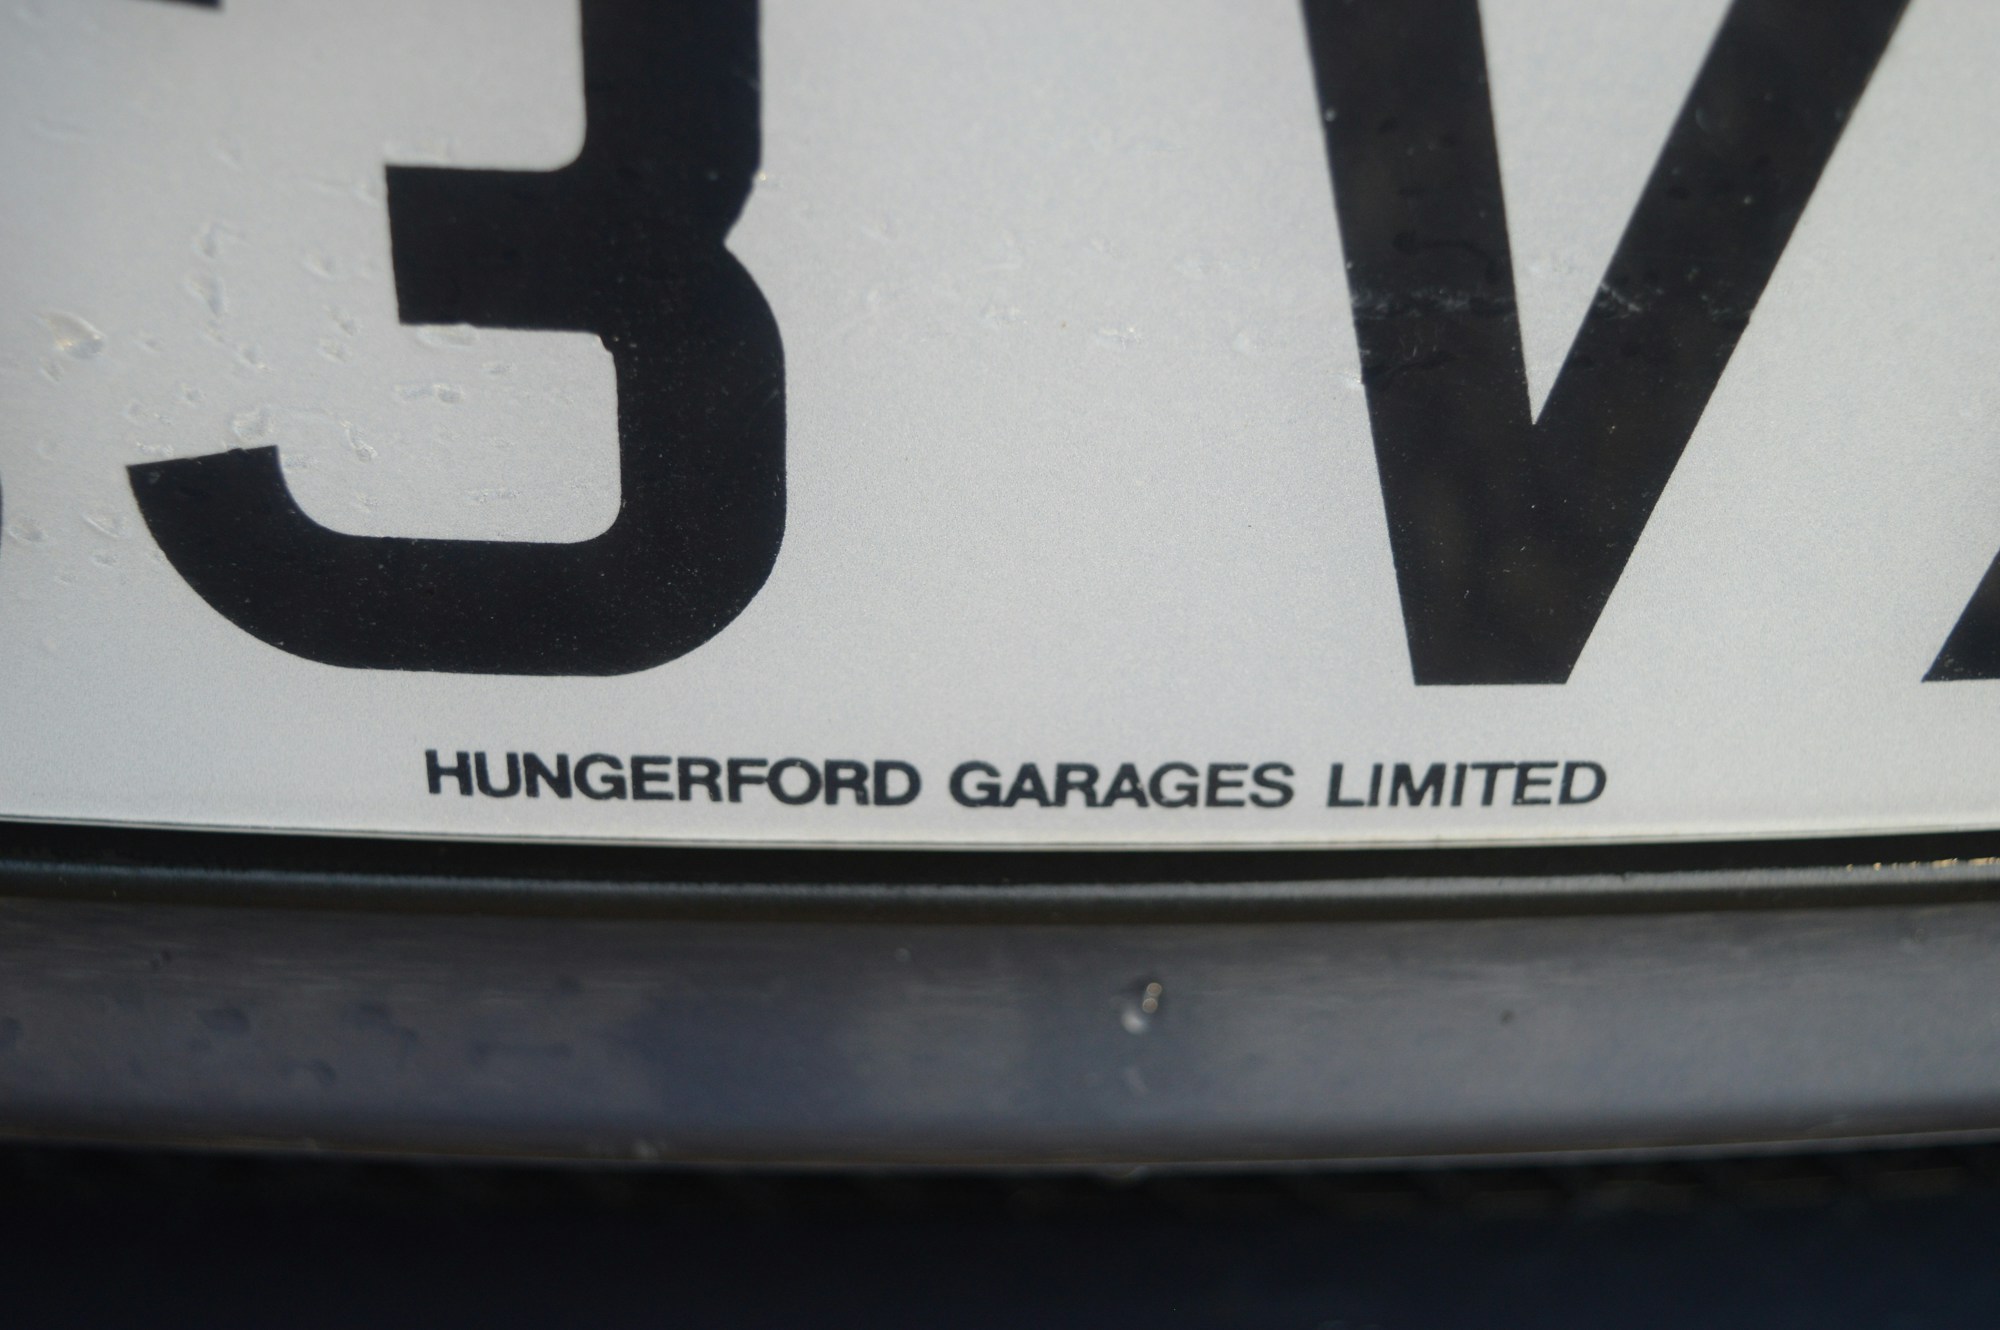 3 V
HUNGERFORD GARAGES LIMITED